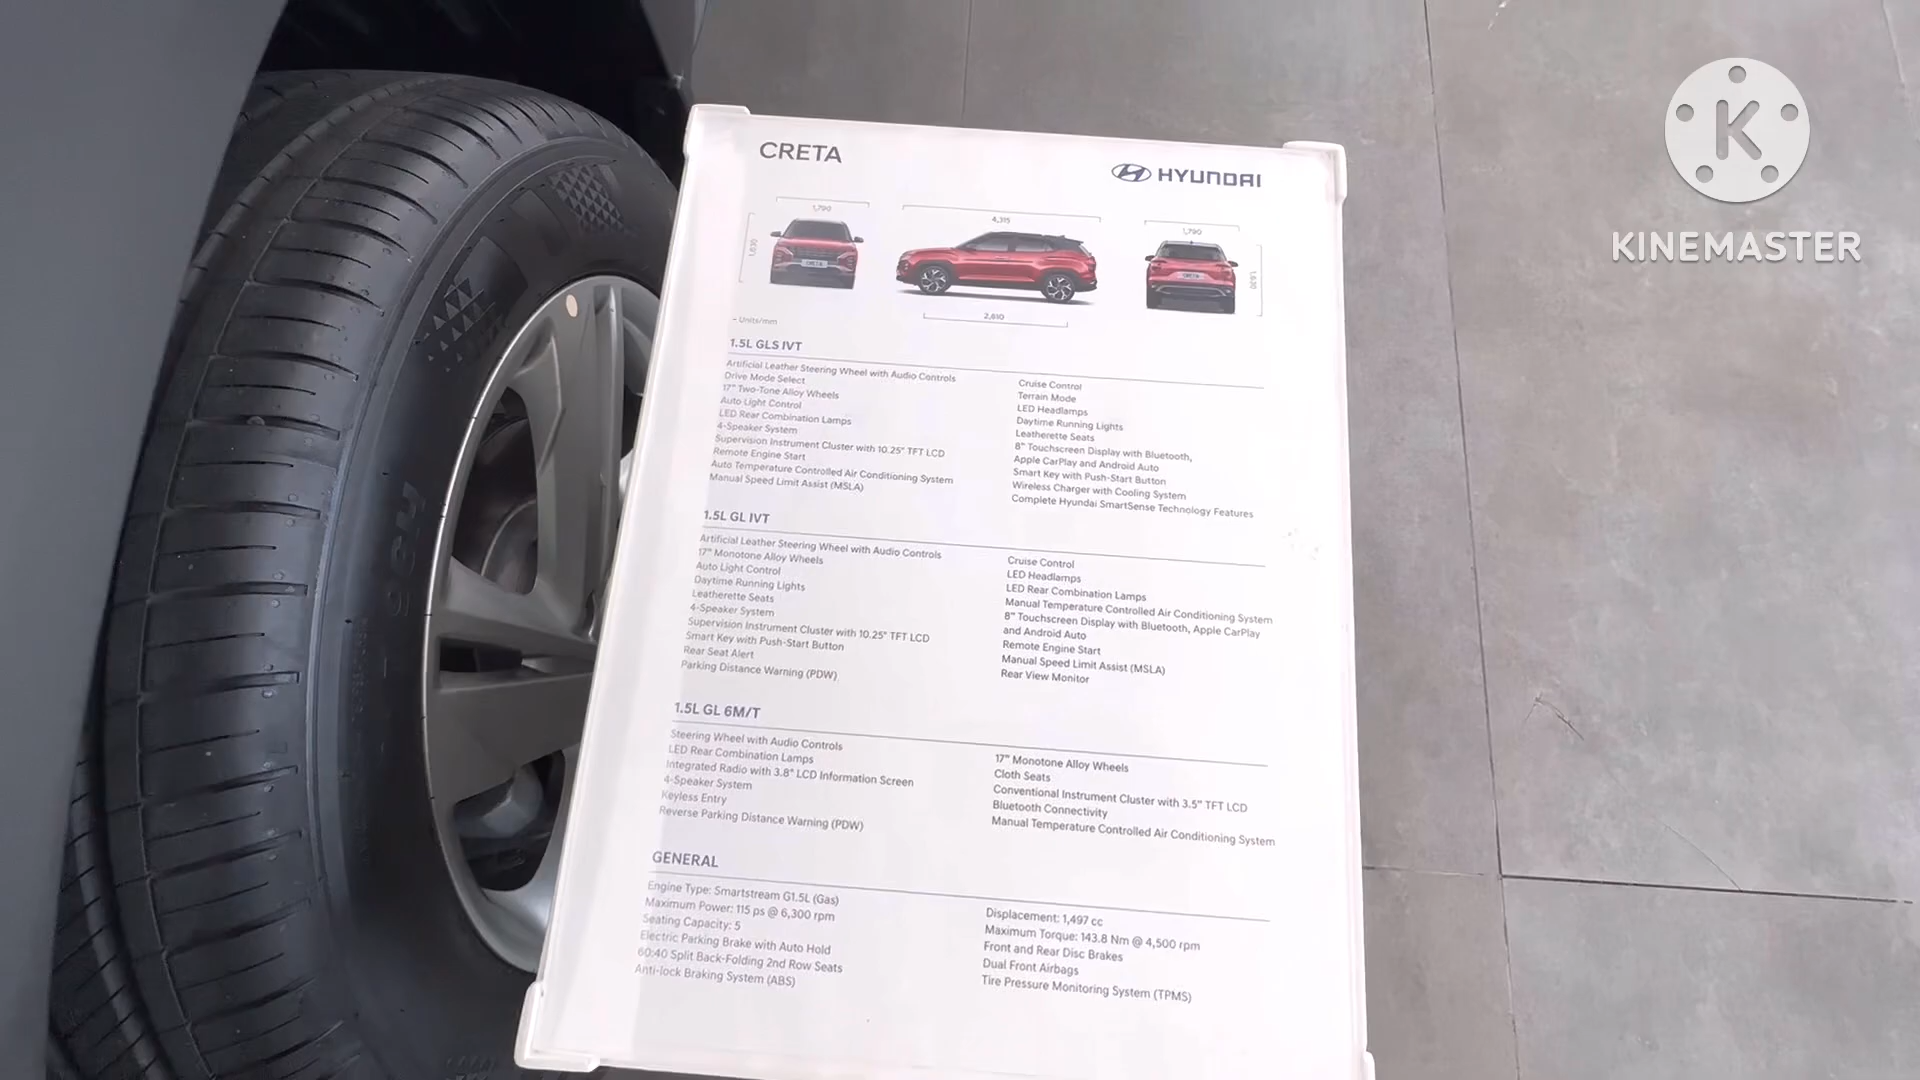 CRETA
HYUNDAI
1,790
4,315
1,790
1,630
1,630
2,610
- Units/mm
1.5L GLS IVT
Artificial Leather Steering Wheel with Audio Controls
Drive Mode Select
17" Two-Tone Alloy Wheels
Auto Light Control
LED Rear Combination Lamps
4-Speaker System
Supervision Instrument Cluster with 10.25" TFT LCD
Remote Engine Start
Auto Temperature Controlled Air Conditioning System
Manual Speed Limit Assist (MSLA)
Cruise Control
Terrain Mode
LED Headlamps
Daytime Running Lights
Leatherette Seats
8" Touchscreen Display with Bluetooth,
Apple CarPlay and Android Auto
Smart Key with Push-Start Button
Wireless Charger with Cooling System
Complete Hyundai SmartSense Technology Features
1.5L GL IVT
Artificial Leather Steering Wheel with Audio Controls
17" Monotone Alloy Wheels
Auto Light Control
Daytime Running Lights
Leatherette Seats
4-Speaker System
Supervision Instrument Cluster with 10.25" TFT LCD
Smart Key with Push-Start Button
Rear Seat Alert
Parking Distance Warning (PDW)
Cruise Control
LED Headlamps
LED Rear Combination Lamps
Manual Temperature Controlled Air Conditioning System
8" Touchscreen Display with Bluetooth, Apple CarPlay
and Android Auto
Remote Engine Start
Manual Speed Limit Assist (MSLA)
Rear View Monitor
1.5L GL 6M/T
Steering Wheel with Audio Controls
LED Rear Combination Lamps
Integrated Radio with 3.8" LCD Information Screen
4-Speaker System
Keyless Entry
Reverse Parking Distance Warning (PDW)
17" Monotone Alloy Wheels
Cloth Seats
Conventional Instrument Cluster with 3.5" TFT LCD
Bluetooth Connectivity
Manual Temperature Controlled Air Conditioning System
GENERAL
Engine Type: Smartstream G1.5L (Gas)
Maximum Power: 115 ps @ 6,300 rpm
Seating Capacity: 5
Electric Parking Brake with Auto Hold
60:40 Split Back-Folding 2nd Row Seats
Anti-lock Braking System (ABS)
Displacement: 1,497 cc
Maximum Torque: 143.8 Nm @ 4,500 rpm
Front and Rear Disc Brakes
Dual Front Airbags
Tire Pressure Monitoring System (TPMS)
K
KINEMASTER